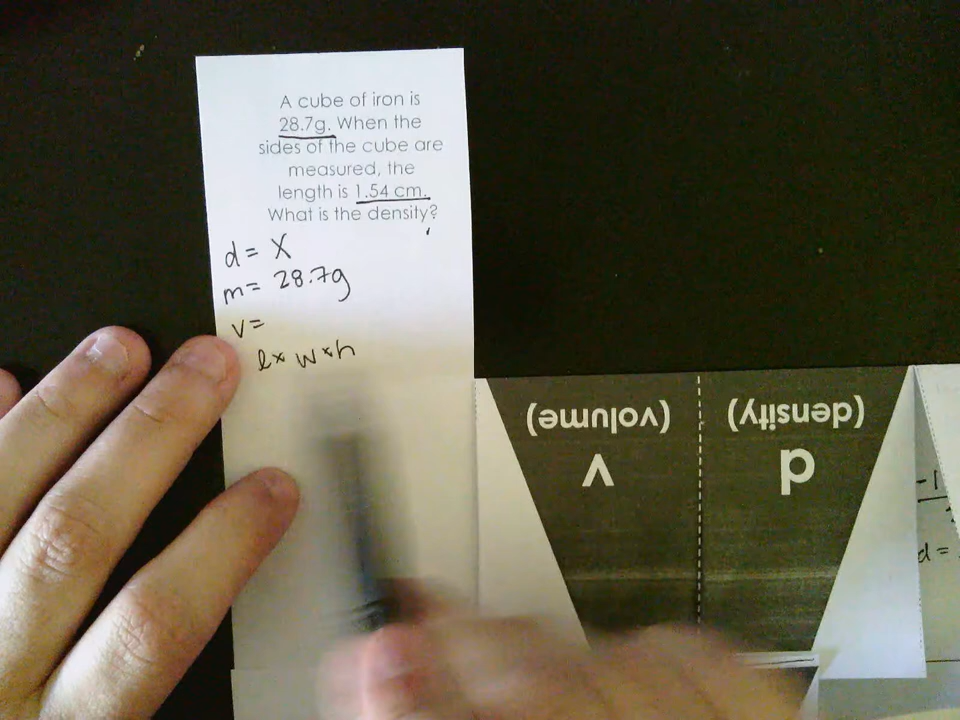 A cube of iron is
28.7g. When the
sides of the cube are
measured, the
length is 1.54 cm.
What is the density?
d = X
m = 28.7g
v =
l x w x h
(volume)
v
(density)
d
d =